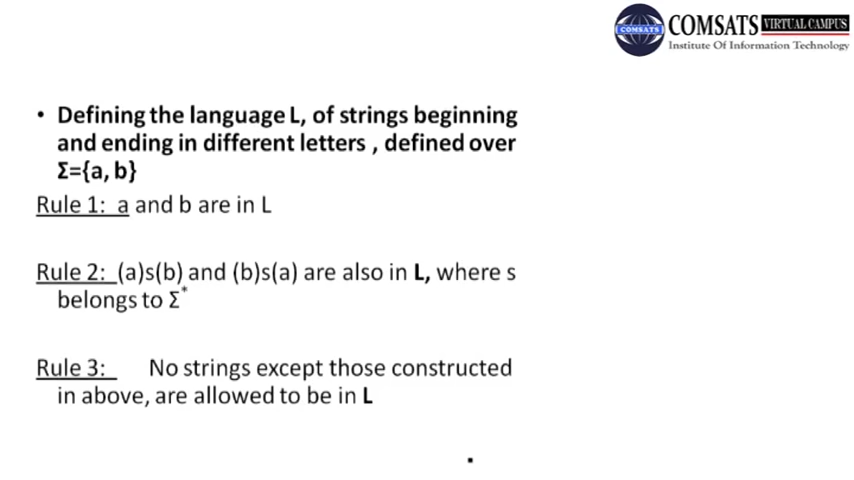 COMSATS VIRTUAL CAMPUS
Institute Of Information Technology
COMSATS
• Defining the language L, of strings beginning
and ending in different letters , defined over
Σ={a, b}
Rule 1: a and b are in L
Rule 2: (a)s(b) and (b)s(a) are also in L, where s
belongs to Σ*
Rule 3: No strings except those constructed
in above, are allowed to be in L